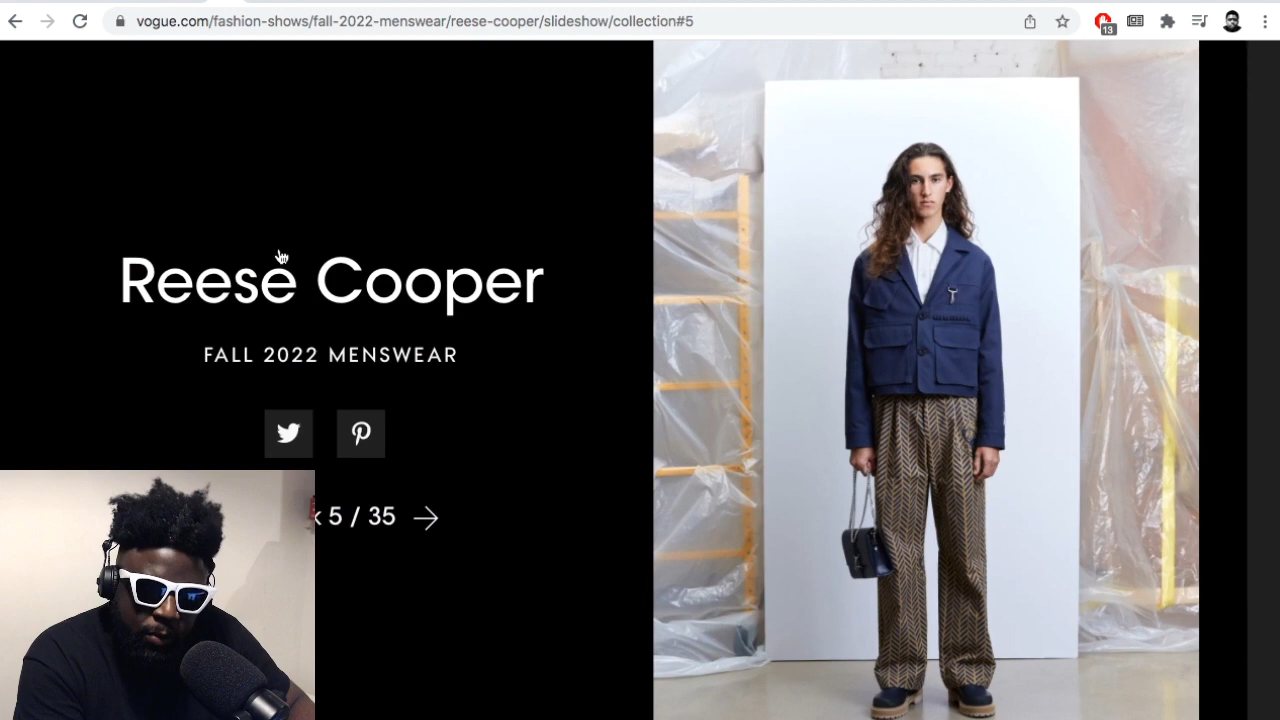 vogue.com/fashion-shows/fall-2022-menswear/reese-cooper/slideshow/collection#5
13
Reese Cooper
FALL 2022 MENSWEAR
5 / 35